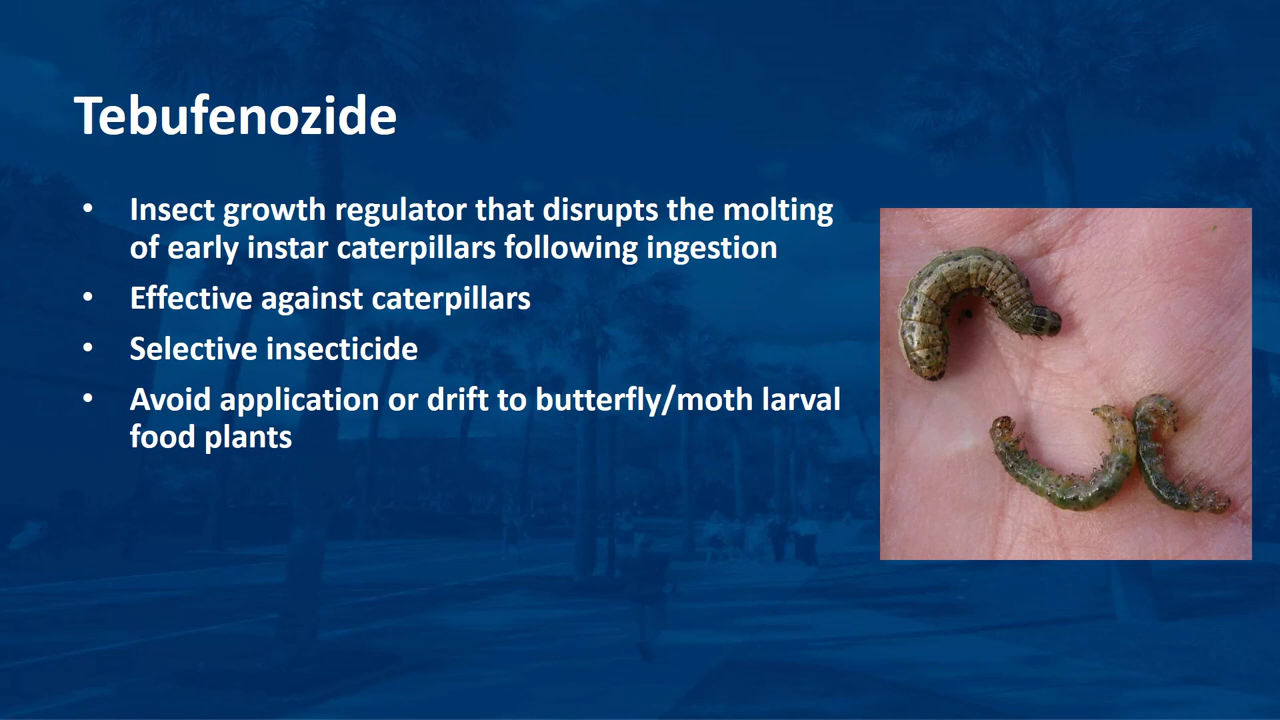 Tebufenozide
• Insect growth regulator that disrupts the molting
of early instar caterpillars following ingestion
• Effective against caterpillars
• Selective insecticide
• Avoid application or drift to butterfly/moth larval
food plants